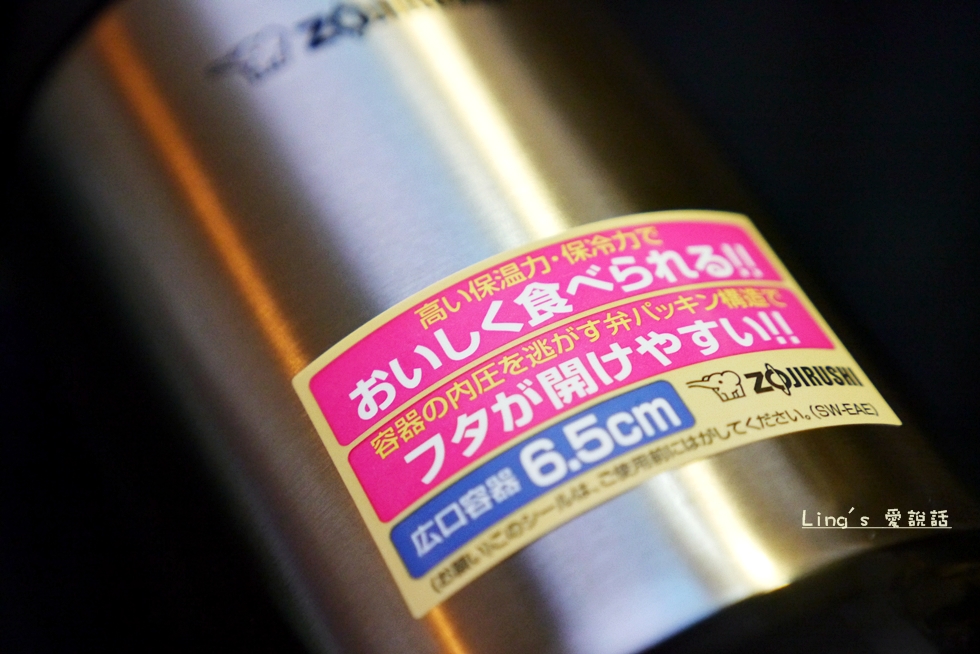 ZOJIRUSHI
高い保温力・保冷力で
おいしく食べられる!!
容器の内圧を逃がす弁パッキン構造で
フタが開けやすい!!
広口容器 6.5cm
ZOJIRUSHI
(お願い)このシールは、ご使用前にはがしてください。(SW-EAE)
Ling's 愛說話